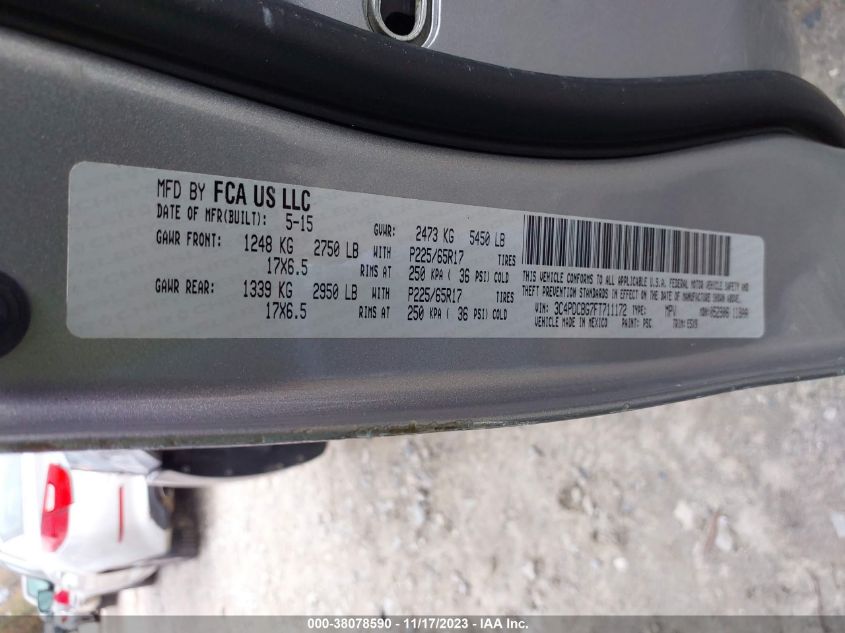 MFD BY FCA US LLC
DATE OF MFR(BUILT): 5-15 GVWR: 2473 KG 5450 LB
GAWR FRONT: 1248 KG 2750 LB WITH P225/65R17 TIRES
17X6.5 RIMS AT 250 KPA ( 36 PSI) COLD
GAWR REAR: 1339 KG 2950 LB WITH P225/65R17 TIRES
17X6.5 RIMS AT 250 KPA ( 36 PSI) COLD
THIS VEHICLE CONFORMS TO ALL APPLICABLE U.S.A. FEDERAL MOTOR VEHICLE SAFETY AND
THEFT PREVENTION STANDARDS IN EFFECT ON THE DATE OF MANUFACTURE SHOWN ABOVE.
VIN: 3C4PDCBG7FT711172 TYPE: MPV MDH:
VEHICLE MADE IN MEXICO PAINT: PSC TRIM:
000-38078590 - 11/17/2023 - IAA Inc.